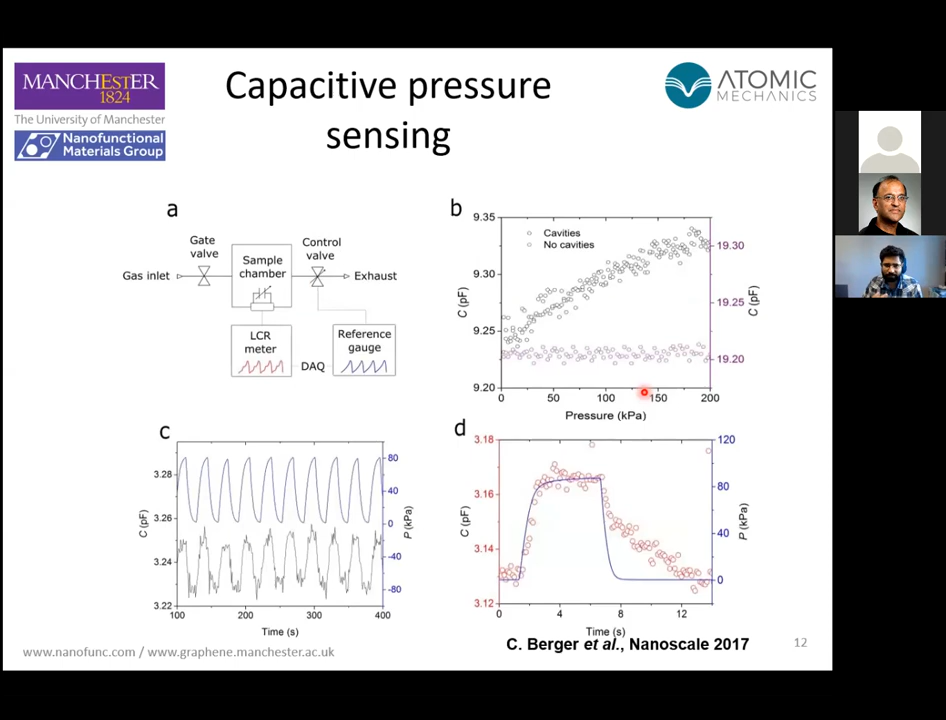 MANCHESTER
1824
The University of Manchester
Nanofunctional
Materials Group
Capacitive pressure
sensing
ATOMIC
MECHANICS
a
Gate
valve
Control
valve
Sample
chamber
Gas inlet
Exhaust
LCR
meter
Reference
gauge
DAQ
b
9.35
9.30
9.25
9.20
C (pF)
Cavities
No cavities
19.30
19.25
19.20
C (pF)
0 50 100 150 200
Pressure (kPa)
c
3.28
3.26
3.24
3.22
C (pF)
80
40
0
-40
-80
P (kPa)
100 200 300 400
Time (s)
d
3.18
3.16
3.14
3.12
C (pF)
120
80
40
0
P (kPa)
0 4 8 12
Time (s)
www.nanofunc.com / www.graphene.manchester.ac.uk
C. Berger et al., Nanoscale 2017
12